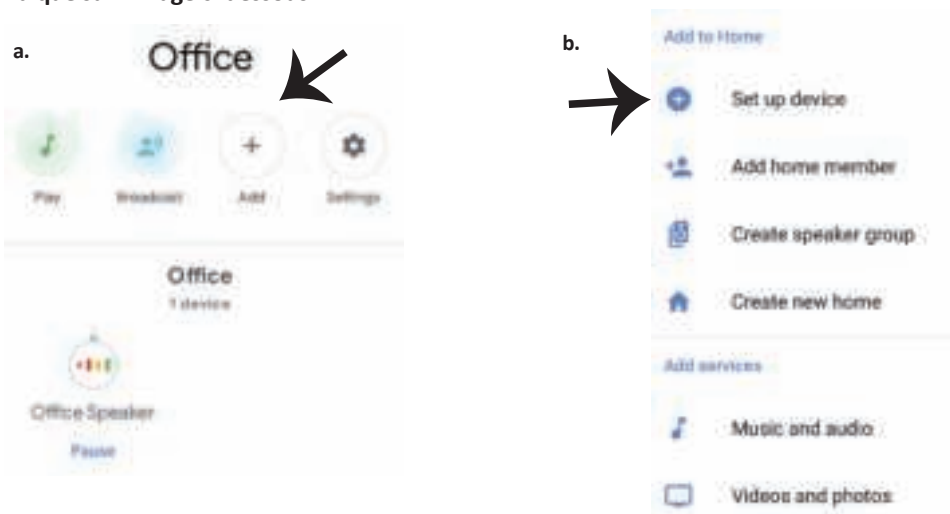 a.
Office
Play Broadcast Add Settings
Office
1 device
Office Speaker
Pause
b.
Add to Home
Set up device
Add home member
Create speaker group
Create new home
Add services
Music and audio
Videos and photos